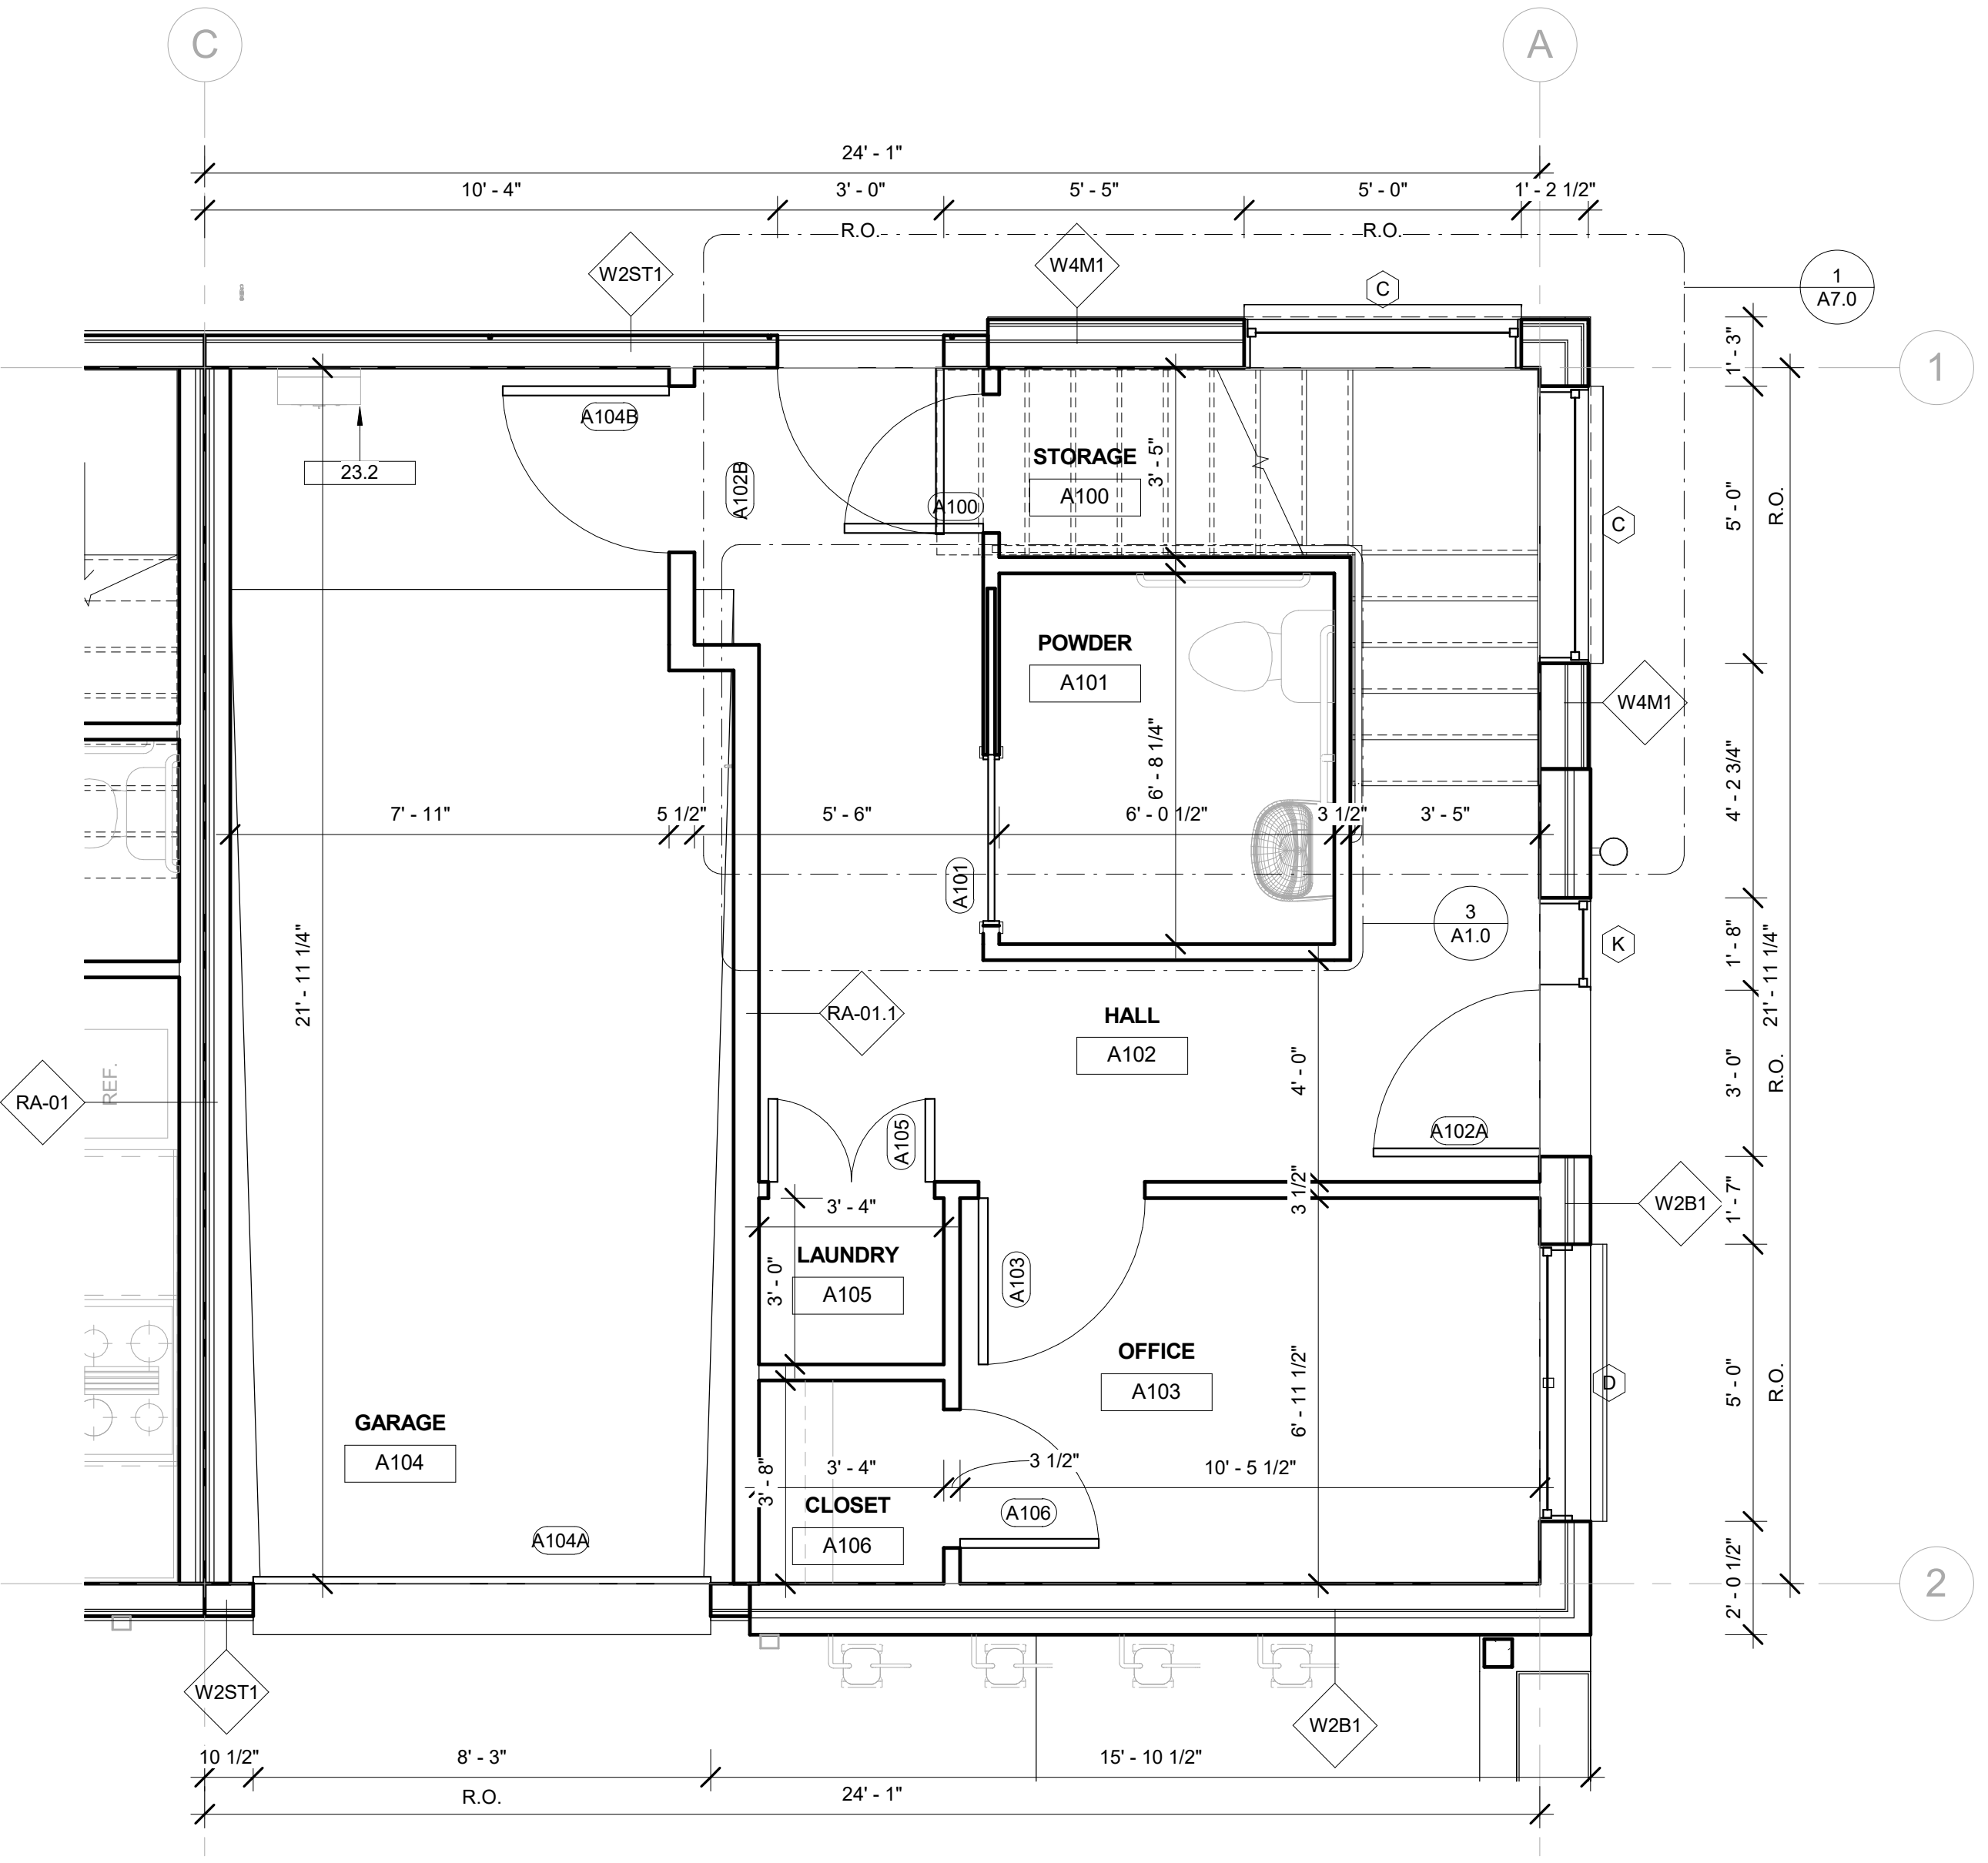 C
A
24' - 1"
10' - 4"
3' - 0"
5' - 5"
5' - 0"
1' - 2 1/2"
R.O.
R.O.
W2ST1
W4M1
C
1
A7.0
1' - 3"
1
A104B
23.2
A102B
A100
STORAGE
A100
3' - 5"
5' - 0"
R.O.
C
POWDER
A101
W4M1
6' - 8 1/4"
4' - 2 3/4"
7' - 11"
5 1/2"
5' - 6"
6' - 0 1/2"
3 1/2"
3' - 5"
A101
3
A1.0
K
1' - 8"
21' - 11 1/4"
21' - 11 1/4"
RA-01.1
HALL
A102
4' - 0"
3' - 0"
R.O.
RA-01
REF.
A105
A102A
3 1/2"
1' - 7"
W2B1
3' - 4"
LAUNDRY
A105
3' - 0"
A103
OFFICE
A103
6' - 11 1/2"
D
5' - 0"
R.O.
GARAGE
A104
3' - 8"
3' - 4"
3 1/2"
10' - 5 1/2"
CLOSET
A106
A106
A104A
2' - 0 1/2"
2
W2ST1
W2B1
10 1/2"
8' - 3"
15' - 10 1/2"
R.O.
24' - 1"